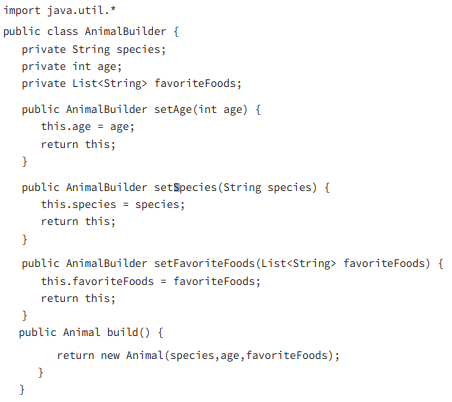 import java.util.*
public class AnimalBuilder {
private String species;
private int age;
private List<String> favoriteFoods;
public AnimalBuilder setAge(int age) {
this.age = age;
return this;
}
public AnimalBuilder setSpecies(String species) {
this.species = species;
return this;
}
public AnimalBuilder setFavoriteFoods(List<String> favoriteFoods) {
this.favoriteFoods = favoriteFoods;
return this;
}
public Animal build() {
return new Animal(species,age,favoriteFoods);
}
}